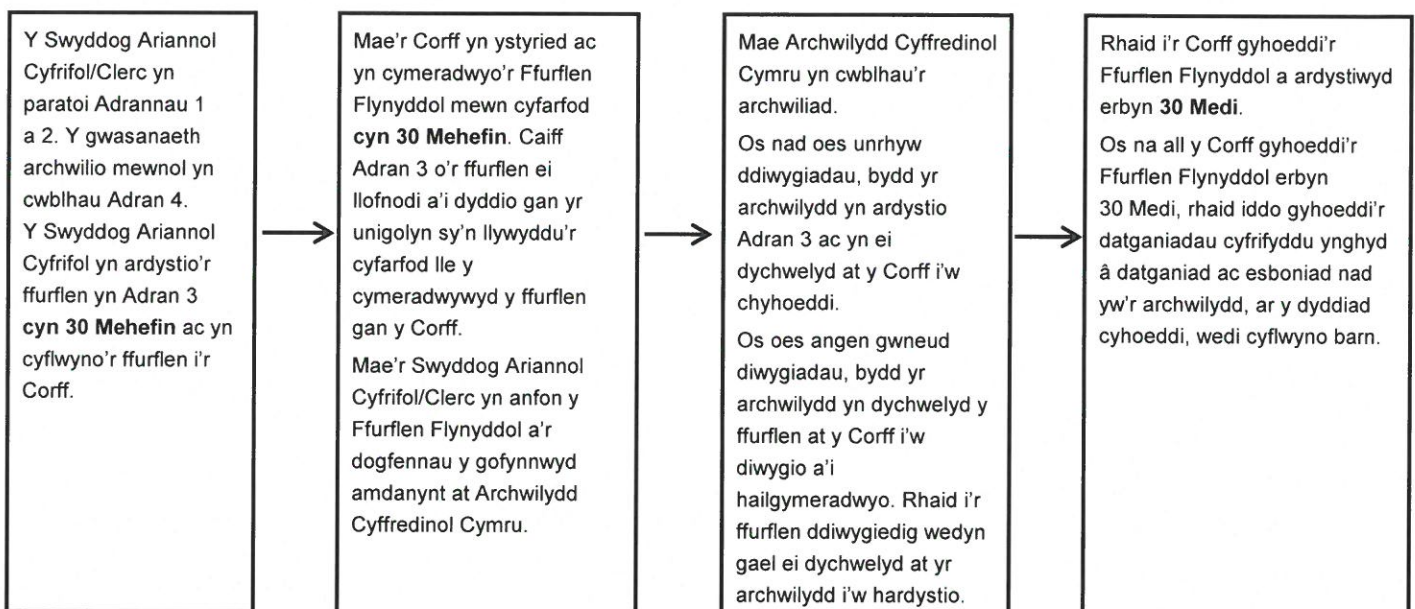 Y Swyddog Ariannol
Cyfrifol/Clerc yn
paratoi Adrannau 1
a 2. Y gwasanaeth
archwilio mewnol yn
cwblhau Adran 4.
Y Swyddog Ariannol
Cyfrifol yn ardystio'r
ffurflen yn Adran 3
cyn 30 Mehefin ac yn
cyflwyno'r ffurflen i'r
Corff.
Mae'r Corff yn ystyried ac
yn cymeradwyo'r Ffurflen
Flynyddol mewn cyfarfod
cyn 30 Mehefin. Caiff
Adran 3 o'r ffurflen ei
llofnodi a'i dyddio gan yr
unigolyn sy'n llywyddu'r
cyfarfod lle y
cymeradwywyd y ffurflen
gan y Corff.
Mae'r Swyddog Ariannol
Cyfrifol/Clerc yn anfon y
Ffurflen Flynyddol a'r
dogfennau y gofynnwyd
amdanynt at Archwilydd
Cyffredinol Cymru.
Mae Archwilydd Cyffredinol
Cymru yn cwblhau'r
archwiliad.
Os nad oes unrhyw
ddiwygiadau, bydd yr
archwilydd yn ardystio
Adran 3 ac yn ei
dychwelyd at y Corff i'w
chyhoeddi.
Os oes angen gwneud
diwygiadau, bydd yr
archwilydd yn dychwelyd y
ffurflen at y Corff i'w
diwygio a'i
hailgymeradwyo. Rhaid i'r
ffurflen ddiwygiedig wedyn
gael ei dychwelyd at yr
archwilydd i'w hardystio.
Rhaid i'r Corff gyhoeddi'r
Ffurflen Flynyddol a ardystiwyd
erbyn 30 Medi.
Os na all y Corff gyhoeddi'r
Ffurflen Flynyddol erbyn
30 Medi, rhaid iddo gyhoeddi'r
datganiadau cyfrifyddu ynghyd
â datganiad ac esboniad nad
yw'r archwilydd, ar y dyddiad
cyhoeddi, wedi cyflwyno barn.